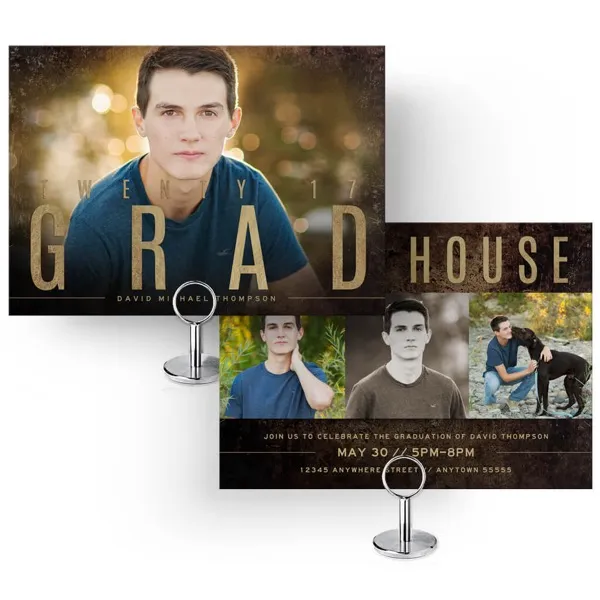 TWENTY 17
GRAD
DAVID MICHAEL THOMPSON
HOUSE
JOIN US TO CELEBRATE THE GRADUATION OF DAVID THOMPSON
MAY 30 // 5PM-8PM
12345 ANYWHERE STREET // ANYTOWN 55555